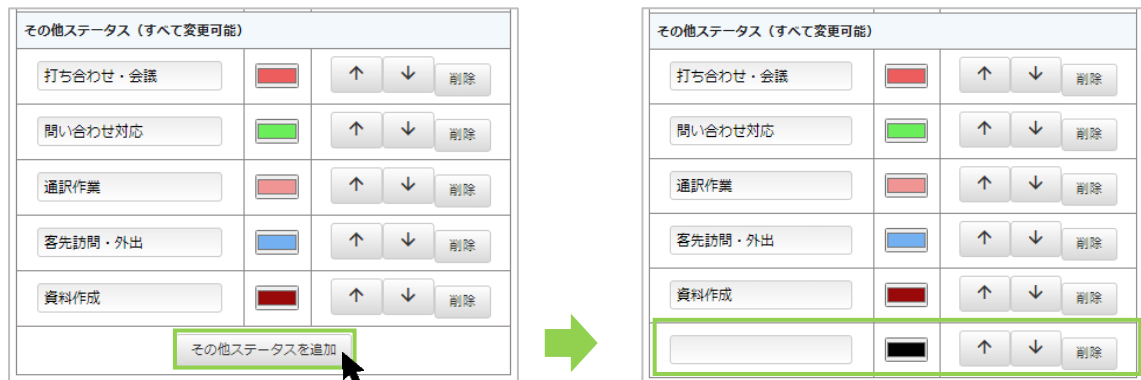 その他ステータス（すべて変更可能）
打ち合わせ・会議 ↑ ↓ 削除
問い合わせ対応 ↑ ↓ 削除
通訳作業 ↑ ↓ 削除
客先訪問・外出 ↑ ↓ 削除
資料作成 ↑ ↓ 削除
その他ステータスを追加
その他ステータス（すべて変更可能）
打ち合わせ・会議 ↑ ↓ 削除
問い合わせ対応 ↑ ↓ 削除
通訳作業 ↑ ↓ 削除
客先訪問・外出 ↑ ↓ 削除
資料作成 ↑ ↓ 削除
↑ ↓ 削除